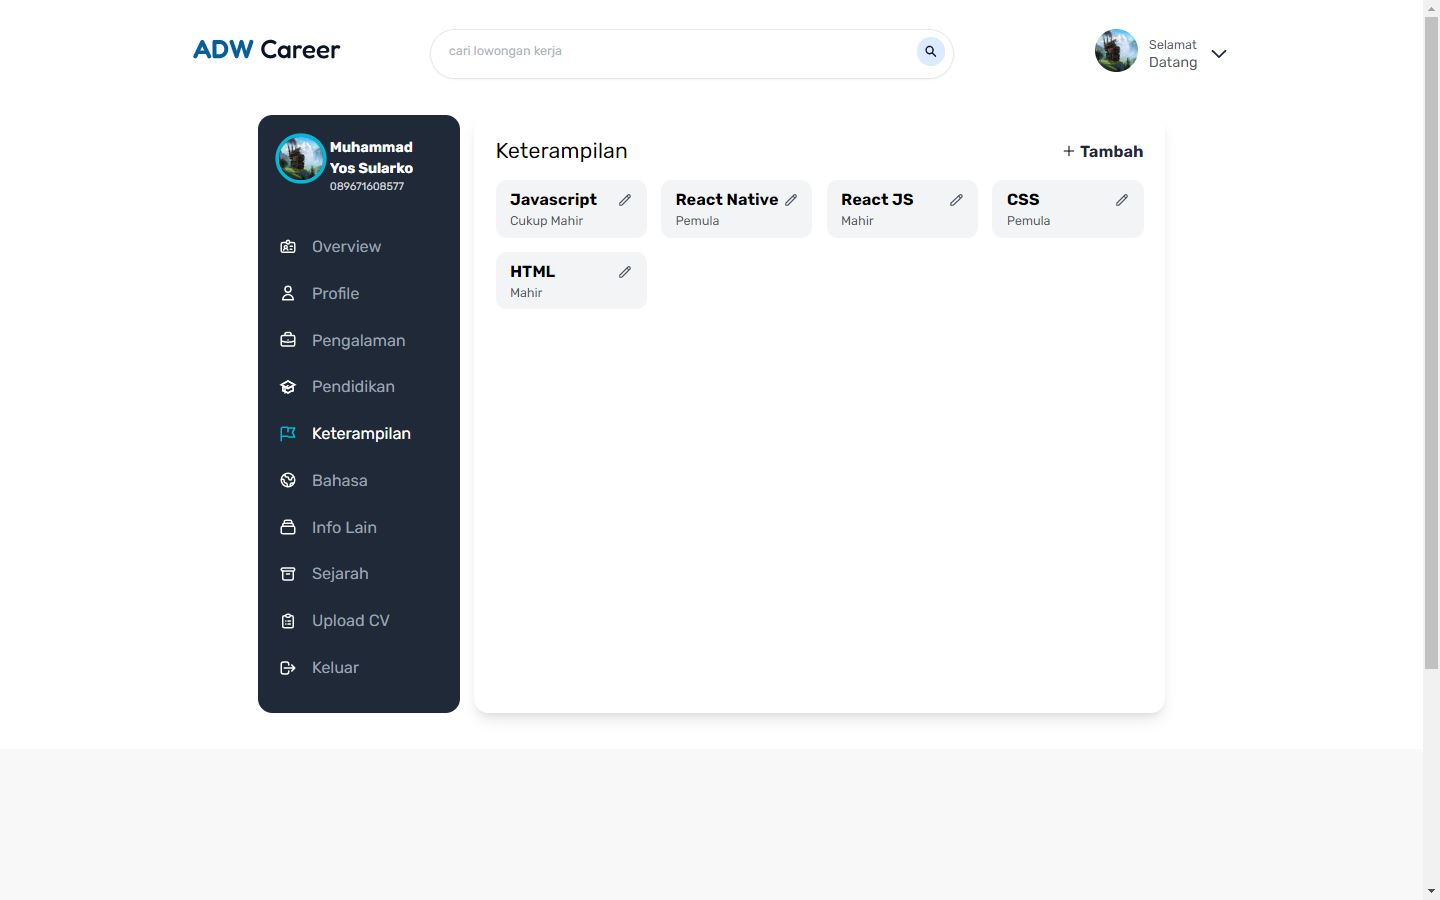 ADW Career
cari lowongan kerja
Selamat
Datang
Muhammad
Yos Sularko
089671608577
Overview
Profile
Pengalaman
Pendidikan
Keterampilan
Bahasa
Info Lain
Sejarah
Upload CV
Keluar
Keterampilan
+ Tambah
Javascript
Cukup Mahir
React Native
Pemula
React JS
Mahir
CSS
Pemula
HTML
Mahir